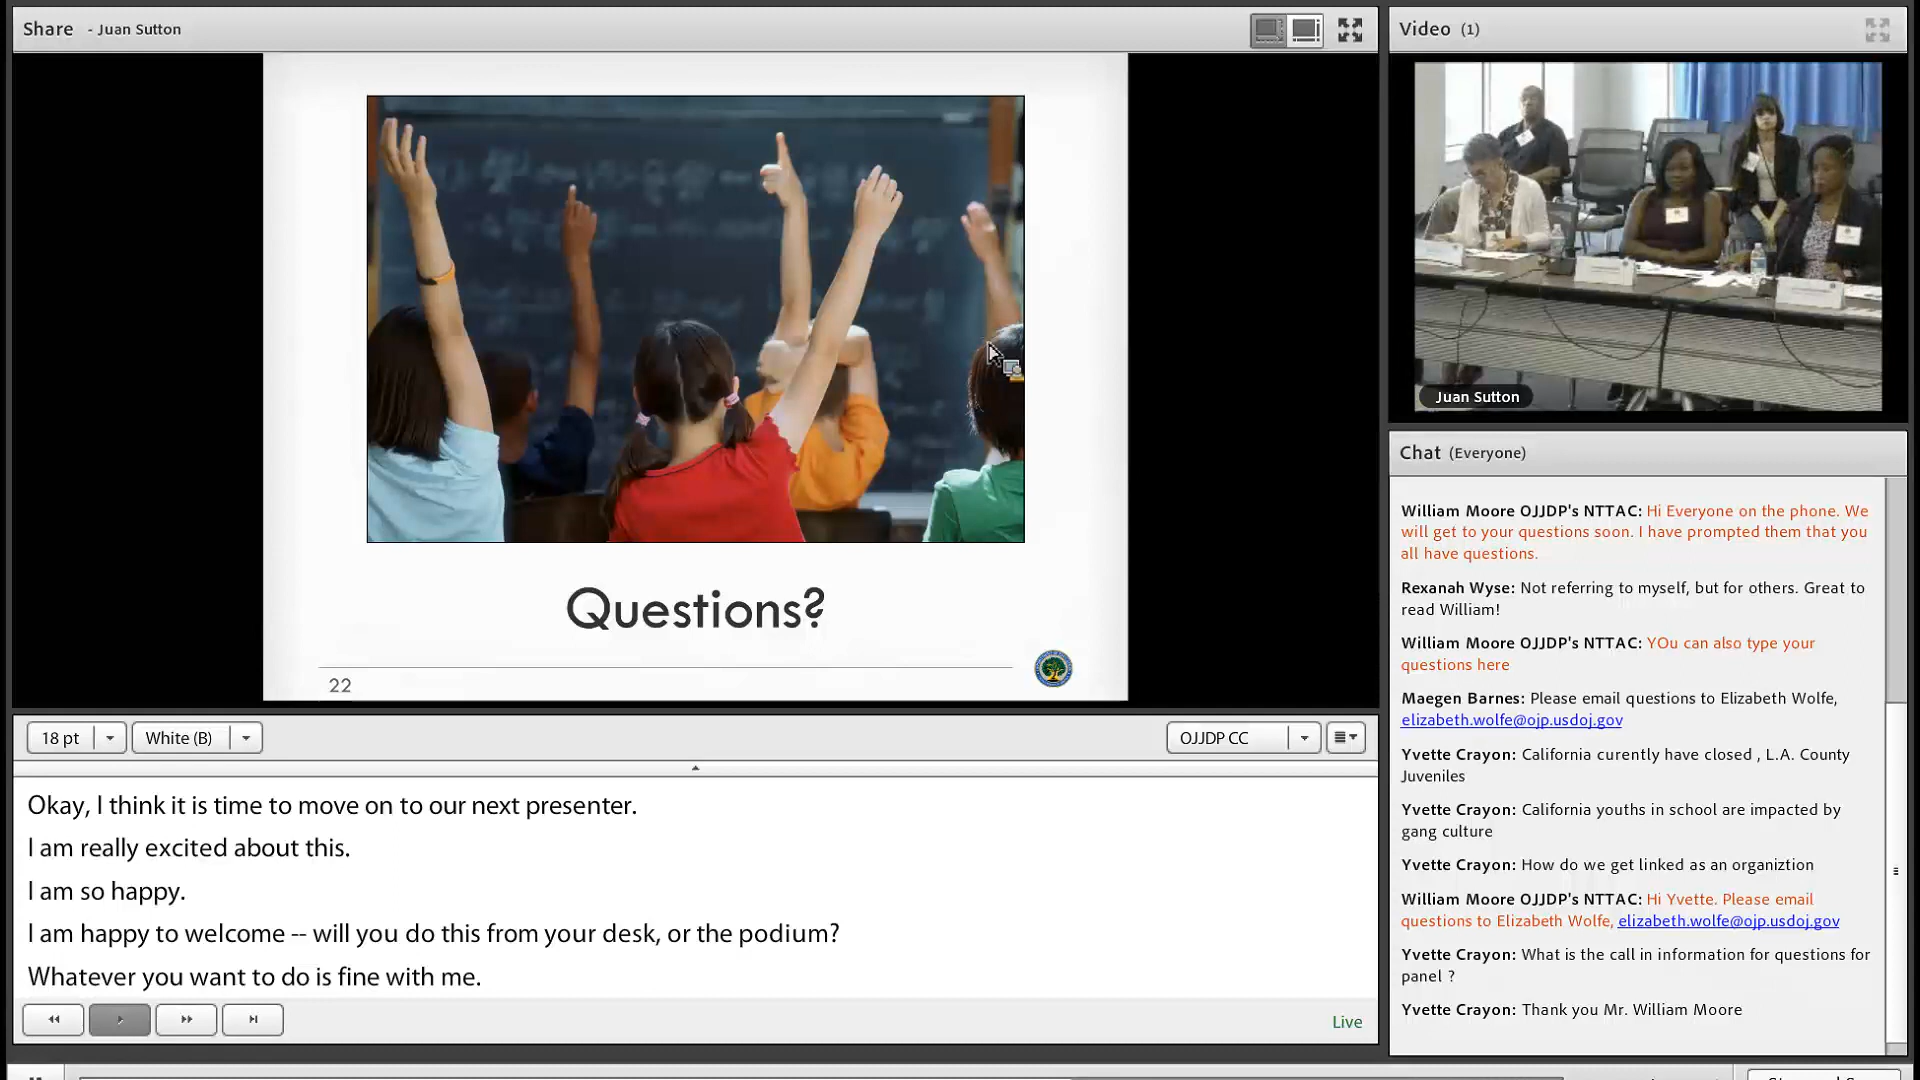 Share - Juan Sutton
Questions?
22
18 pt
White (B)
OJJDP CC
Okay, I think it is time to move on to our next presenter.
I am really excited about this.
I am so happy.
I am happy to welcome -- will you do this from your desk, or the podium?
Whatever you want to do is fine with me.
Live
Video (1)
Juan Sutton
Chat (Everyone)
William Moore OJJDP's NTTAC: Hi Everyone on the phone. We
will get to your questions soon. I have prompted them that you
all have questions.
Rexanah Wyse: Not referring to myself, but for others. Great to
read William!
William Moore OJJDP's NTTAC: YOu can also type your
questions here
Maegen Barnes: Please email questions to Elizabeth Wolfe,
elizabeth.wolfe@ojp.usdoj.gov
Yvette Crayon: California curently have closed , L.A. County
Juveniles
Yvette Crayon: California youths in school are impacted by
gang culture
Yvette Crayon: How do we get linked as an organiztion
William Moore OJJDP's NTTAC: Hi Yvette. Please email
questions to Elizabeth Wolfe, elizabeth.wolfe@ojp.usdoj.gov
Yvette Crayon: What is the call in information for questions for
panel ?
Yvette Crayon: Thank you Mr. William Moore